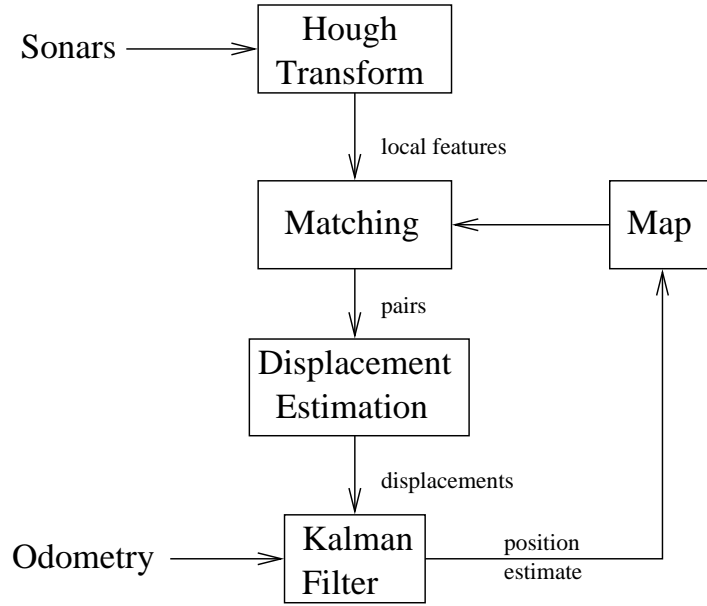 Sonars
Hough
Transform
local features
Matching
Map
pairs
Displacement
Estimation
displacements
Odometry
Kalman
Filter
position
estimate